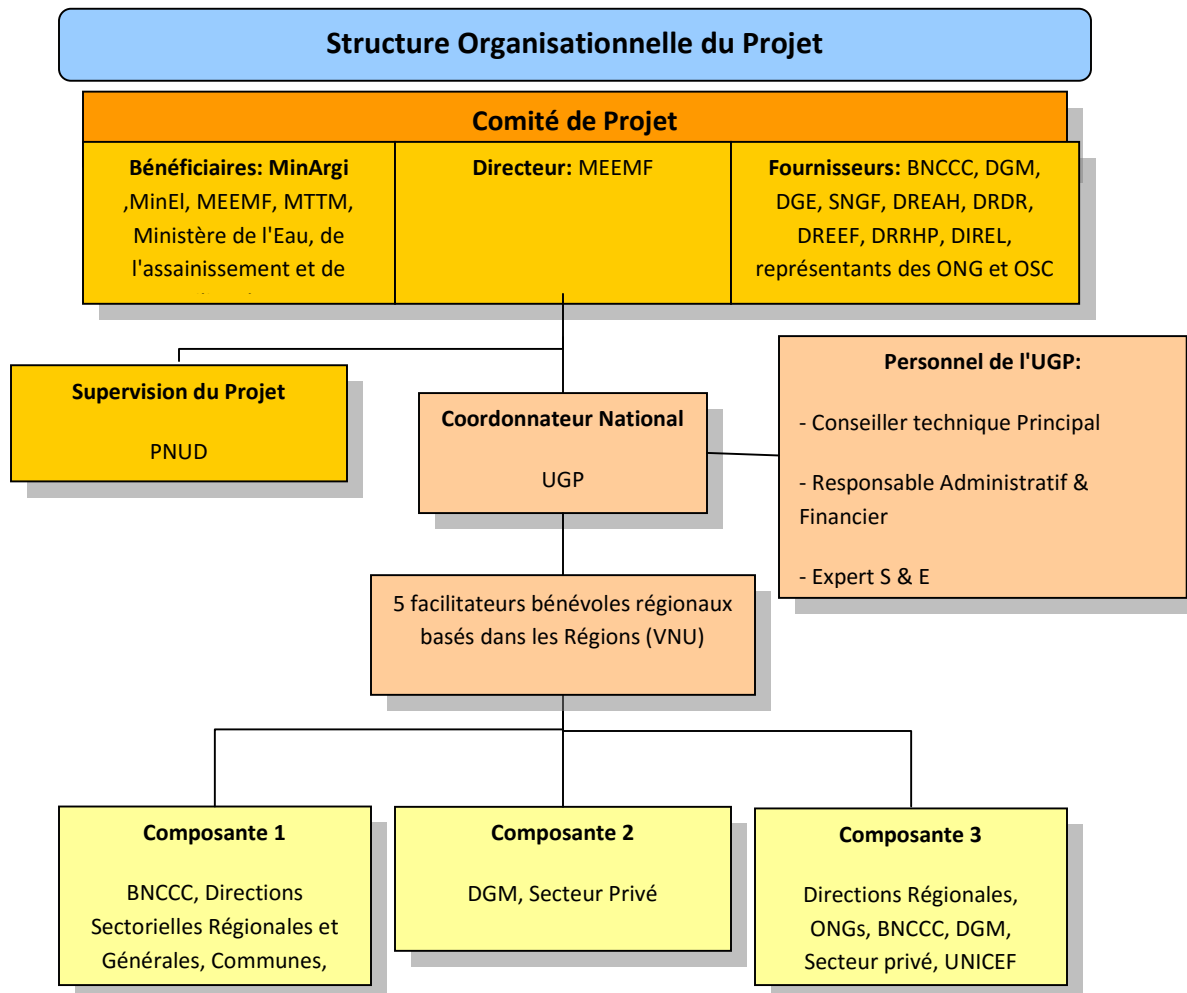 Structure Organisationnelle du Projet
Comité de Projet
Bénéficiaires: MinArgi
,MinEl, MEEMF, MTTM,
Ministère de l'Eau, de
l'assainissement et de
Directeur: MEEMF
Fournisseurs: BNCCC, DGM,
DGE, SNGF, DREAH, DRDR,
DREEF, DRRHP, DIREL,
représentants des ONG et OSC
Supervision du Projet
PNUD
Coordonnateur National
UGP
Personnel de l'UGP:
- Conseiller technique Principal
- Responsable Administratif &
Financier
- Expert S & E
5 facilitateurs bénévoles régionaux
basés dans les Régions (VNU)
Composante 1
BNCCC, Directions
Sectorielles Régionales et
Générales, Communes,
Composante 2
DGM, Secteur Privé
Composante 3
Directions Régionales,
ONGs, BNCCC, DGM,
Secteur privé, UNICEF